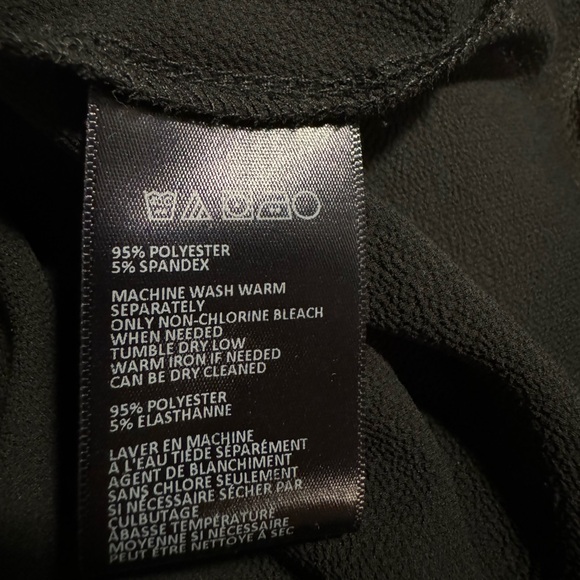 95% POLYESTER
5% SPANDEX
MACHINE WASH WARM
SEPARATELY
ONLY NON-CHLORINE BLEACH
WHEN NEEDED
TUMBLE DRY LOW
WARM IRON IF NEEDED
CAN BE DRY CLEANED
95% POLYESTER
5% ELASTHANNE
LAVER EN MACHINE
A L'EAU TIÈDE SÉPARÉMENT
AGENT DE BLANCHIMENT
SANS CHLORE SEULEMENT
SI NÉCESSAIRE SÉCHER PAR
CULBUTAGE
ABASSE TEMPÉRATURE
MOYENNE SI NÉCESSAIRE
PEUT ÊTRE NETTOYÉ A SEC